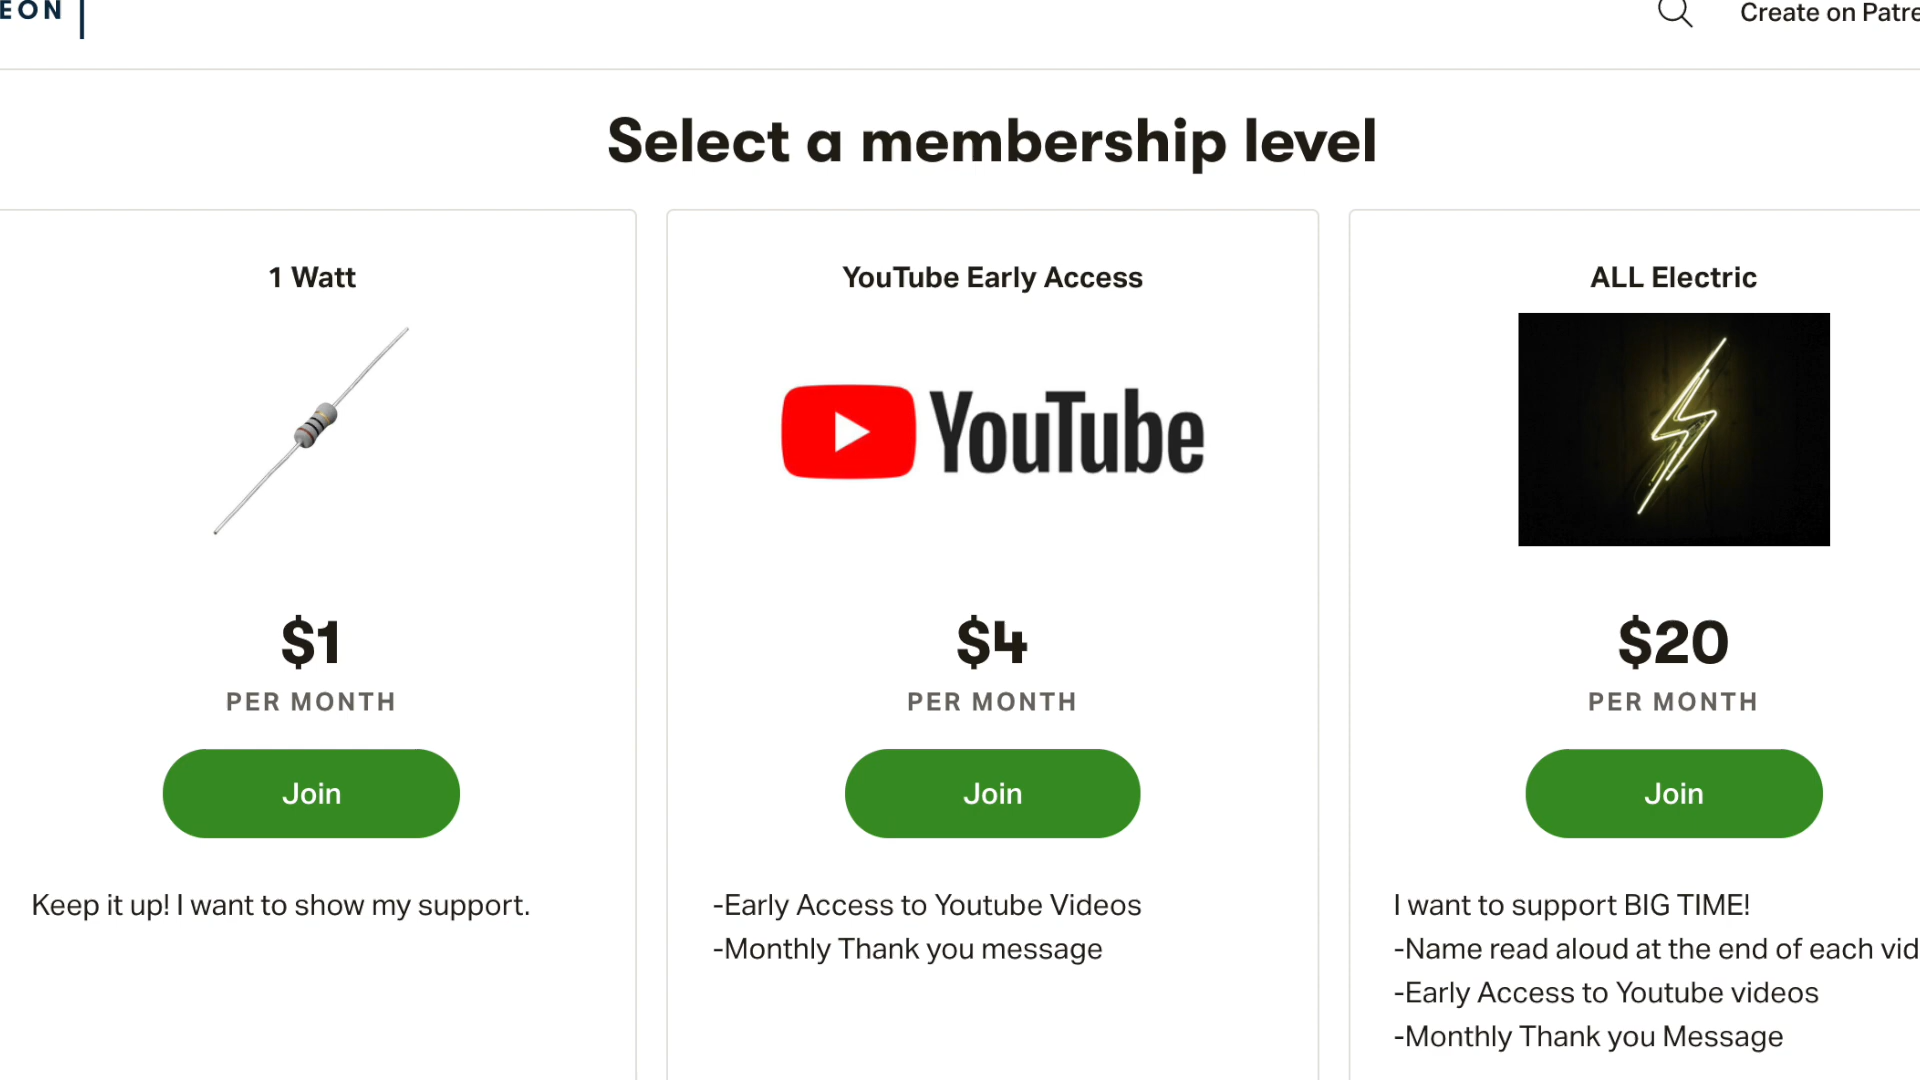 EON
Create on Patre
Select a membership level
1 Watt
YouTube Early Access
ALL Electric
YouTube
$1
PER MONTH
Join
$4
PER MONTH
Join
$20
PER MONTH
Join
Keep it up! I want to show my support.
-Early Access to Youtube Videos
-Monthly Thank you message
I want to support BIG TIME!
-Name read aloud at the end of each vid
-Early Access to Youtube videos
-Monthly Thank you Message